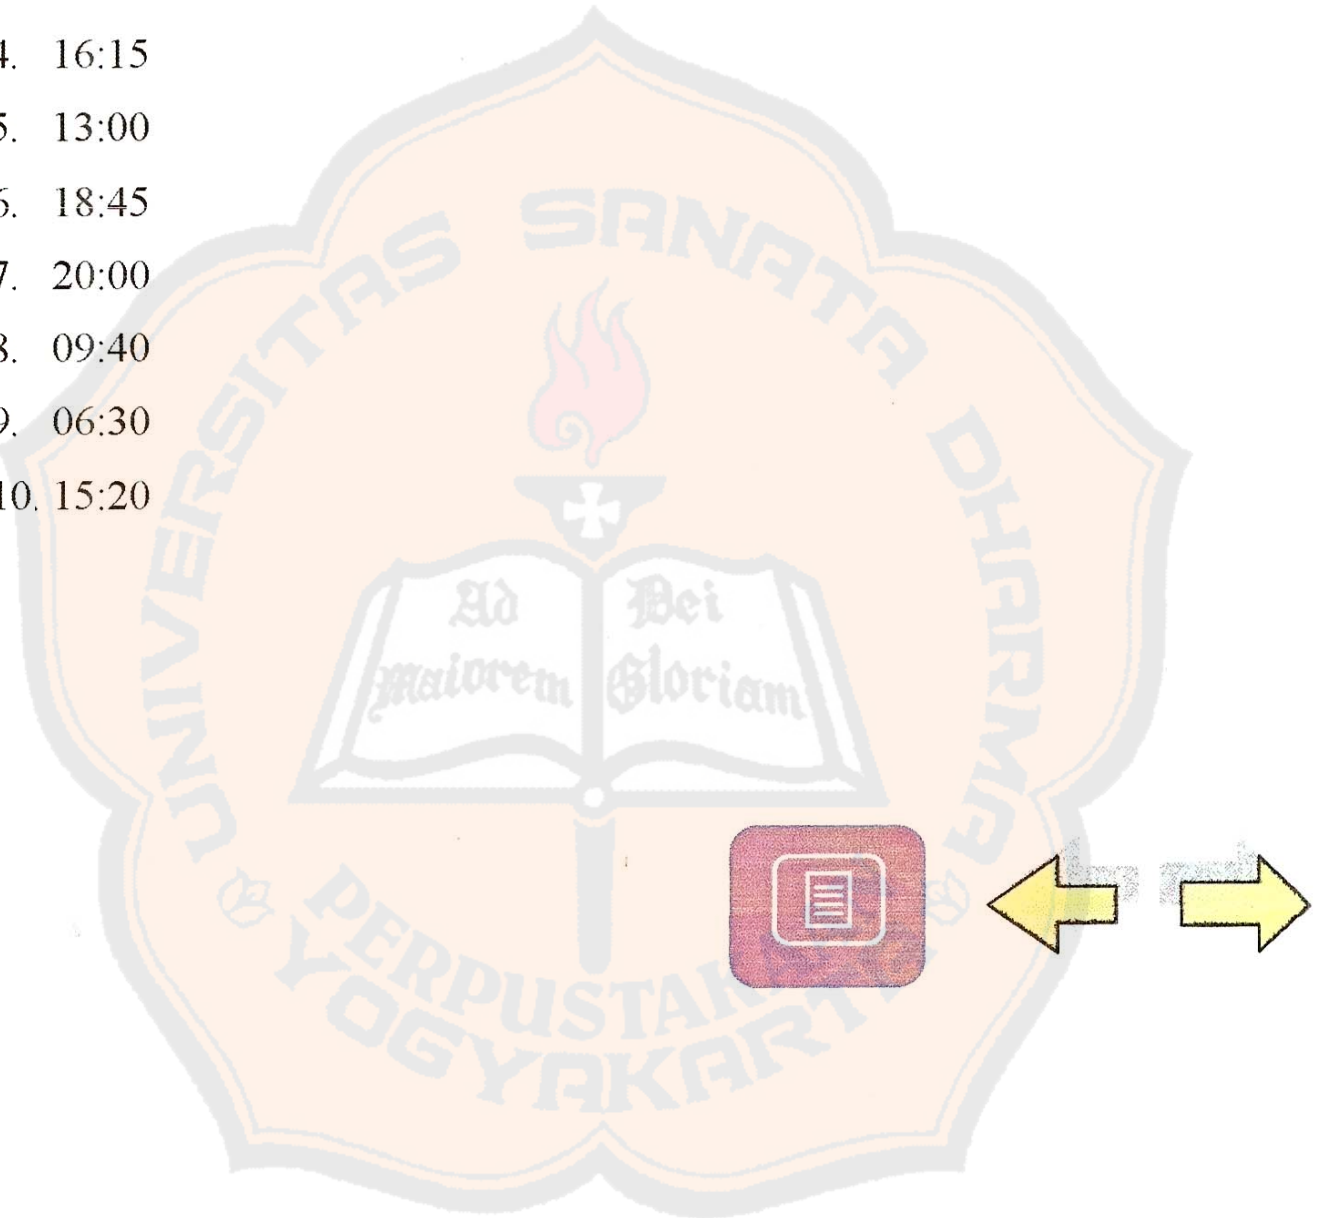 4. 16:15
5. 13:00
6. 18:45
7. 20:00
8. 09:40
9. 06:30
10. 15:20
UNIVERSITAS SANATA DHARMA
Ad Dei
Maiorem Gloriam
PERPUSTAKAAN
YOGYAKARTA